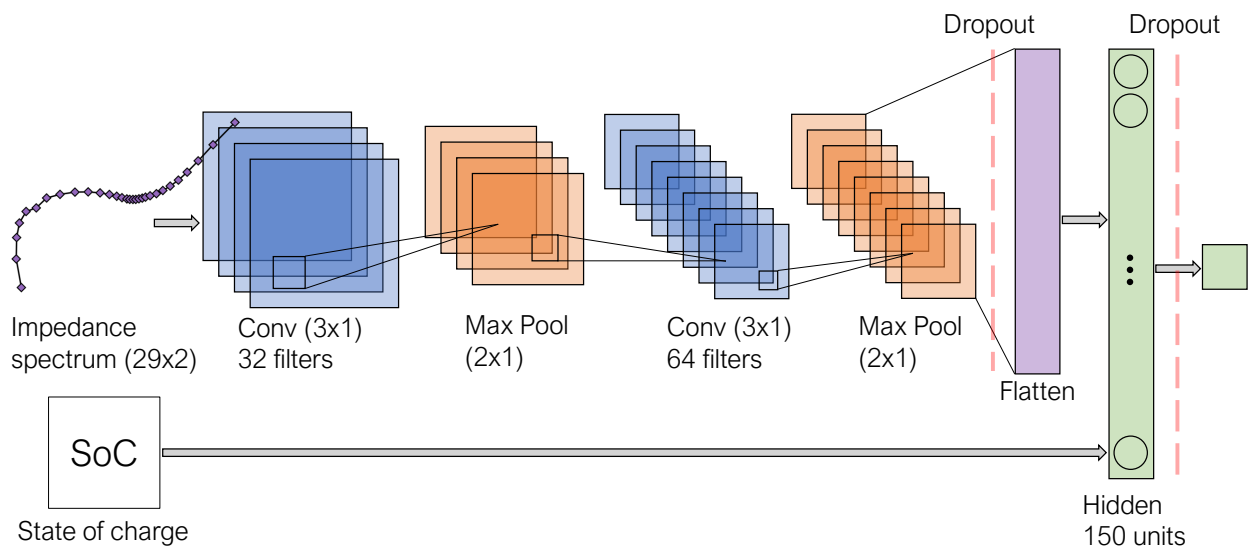 Dropout
Dropout
Impedance
spectrum (29x2)
Conv (3x1)
32 filters
Max Pool
(2x1)
Conv (3x1)
64 filters
Max Pool
(2x1)
Flatten
SoC
State of charge
Hidden
150 units